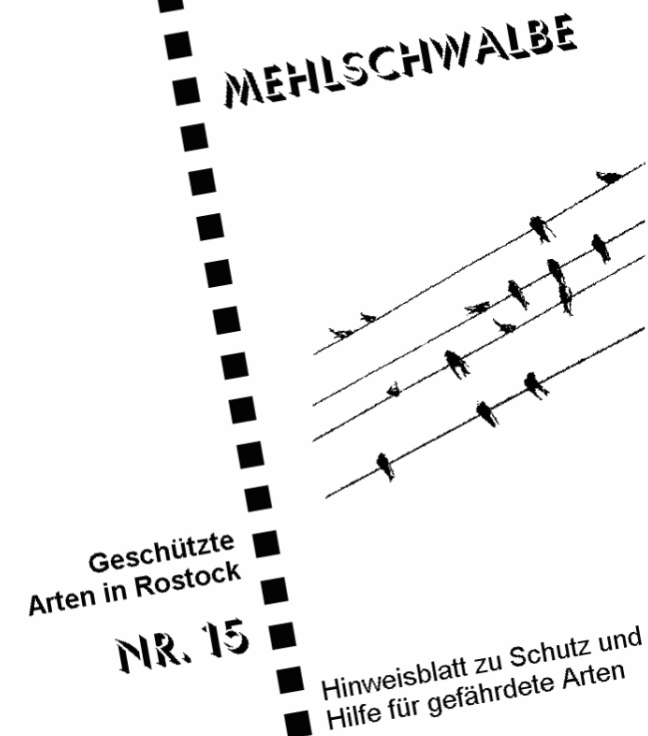 MEHLSCHWALBE
Geschützte
Arten in Rostock
NR. 15
Hinweisblatt zu Schutz und
Hilfe für gefährdete Arten